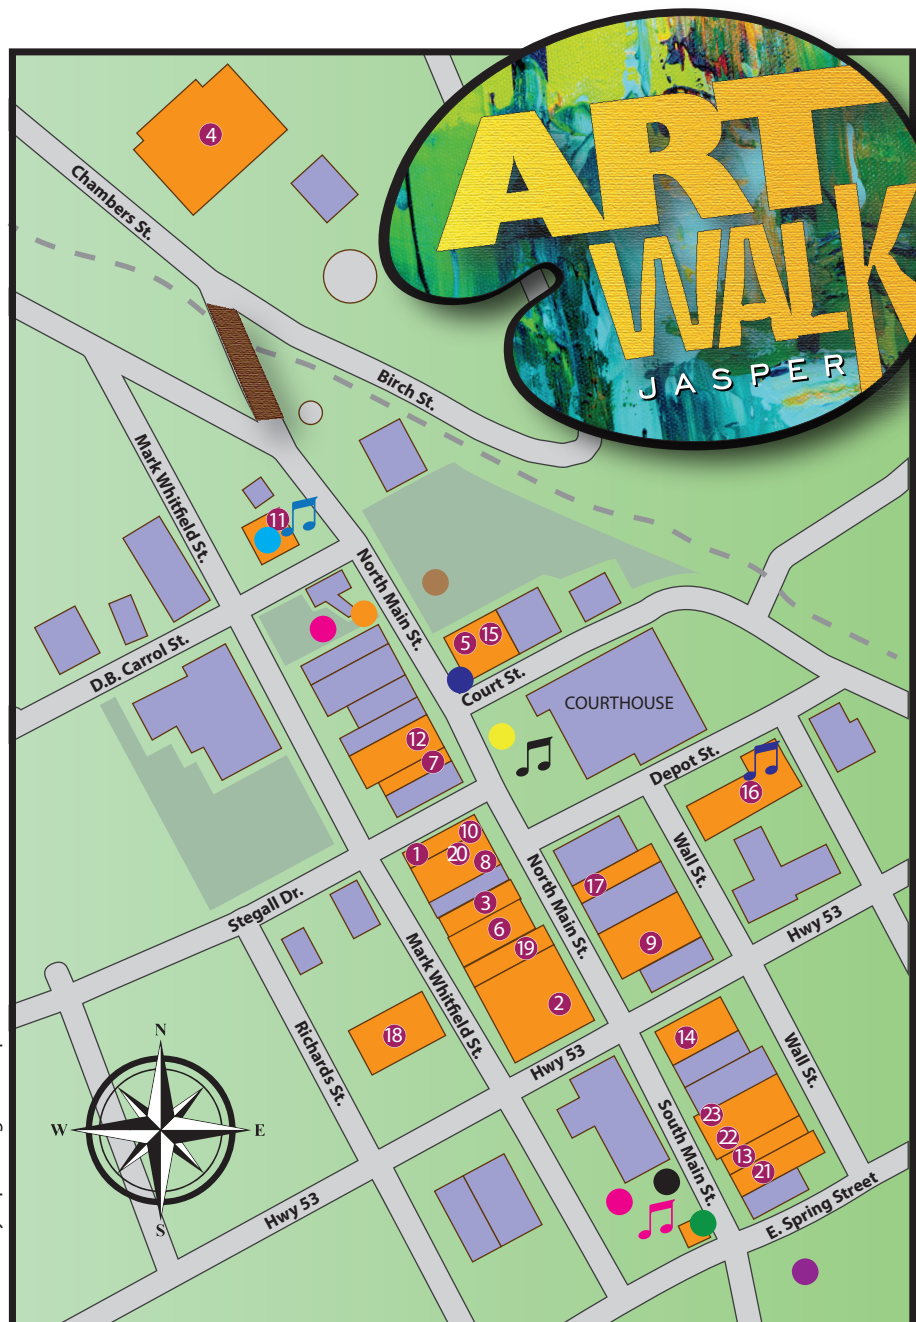 ART
WALK
JASPER
4
Chambers St.
Birch St.
Mark Whitfield St.
11
North Main St.
5
15
D.B. Carrol St.
Court St.
COURTHOUSE
12
7
Depot St.
16
10
1
20
8
Wall St.
17
3
North Main St.
Stegall Dr.
6
19
9
Hwy 53
Mark Whitfield St.
2
18
14
Richards St.
Hwy 53
Wall St.
N
W
E
S
South Main St.
23
22
13
21
Hwy 53
E. Spring Street